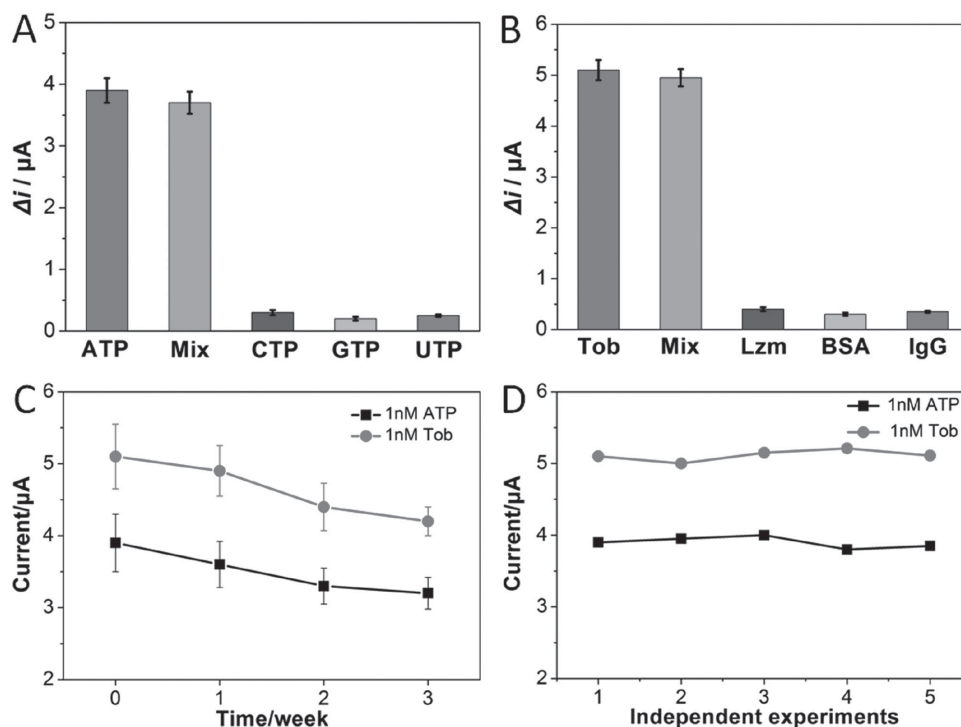 A
Δi / μA
5
4
3
2
1
0
ATP Mix CTP GTP UTP
B
Δi / μA
6
5
4
3
2
1
0
Tob Mix Lzm BSA IgG
C
Current/μA
6
5
4
3
2
1nM ATP
1nM Tob
0 1 2 3
Time/week
D
Current/μA
6
5
4
3
2
1nM ATP
1nM Tob
1 2 3 4 5
Independent experiments